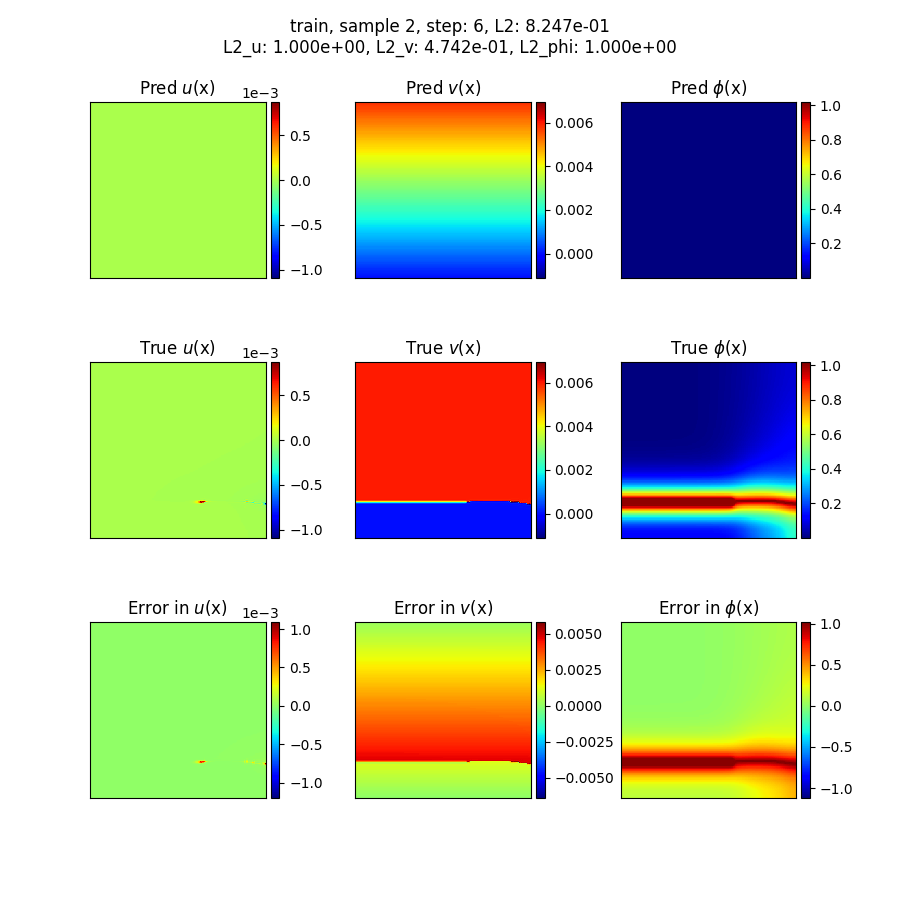 train, sample 2, step: 6, L2: 8.247e-01
L2_u: 1.000e+00, L2_v: 4.742e-01, L2_phi: 1.000e+00
Pred u(x)
1e−3
0.5
0.0
−0.5
−1.0
Pred v(x)
0.006
0.004
0.002
0.000
Pred ϕ(x)
1.0
0.8
0.6
0.4
0.2
True u(x)
1e−3
0.5
0.0
−0.5
−1.0
True v(x)
0.006
0.004
0.002
0.000
True ϕ(x)
1.0
0.8
0.6
0.4
0.2
Error in u(x)
1e−3
1.0
0.5
0.0
−0.5
−1.0
Error in v(x)
0.0050
0.0025
0.0000
−0.0025
−0.0050
Error in ϕ(x)
1.0
0.5
0.0
−0.5
−1.0